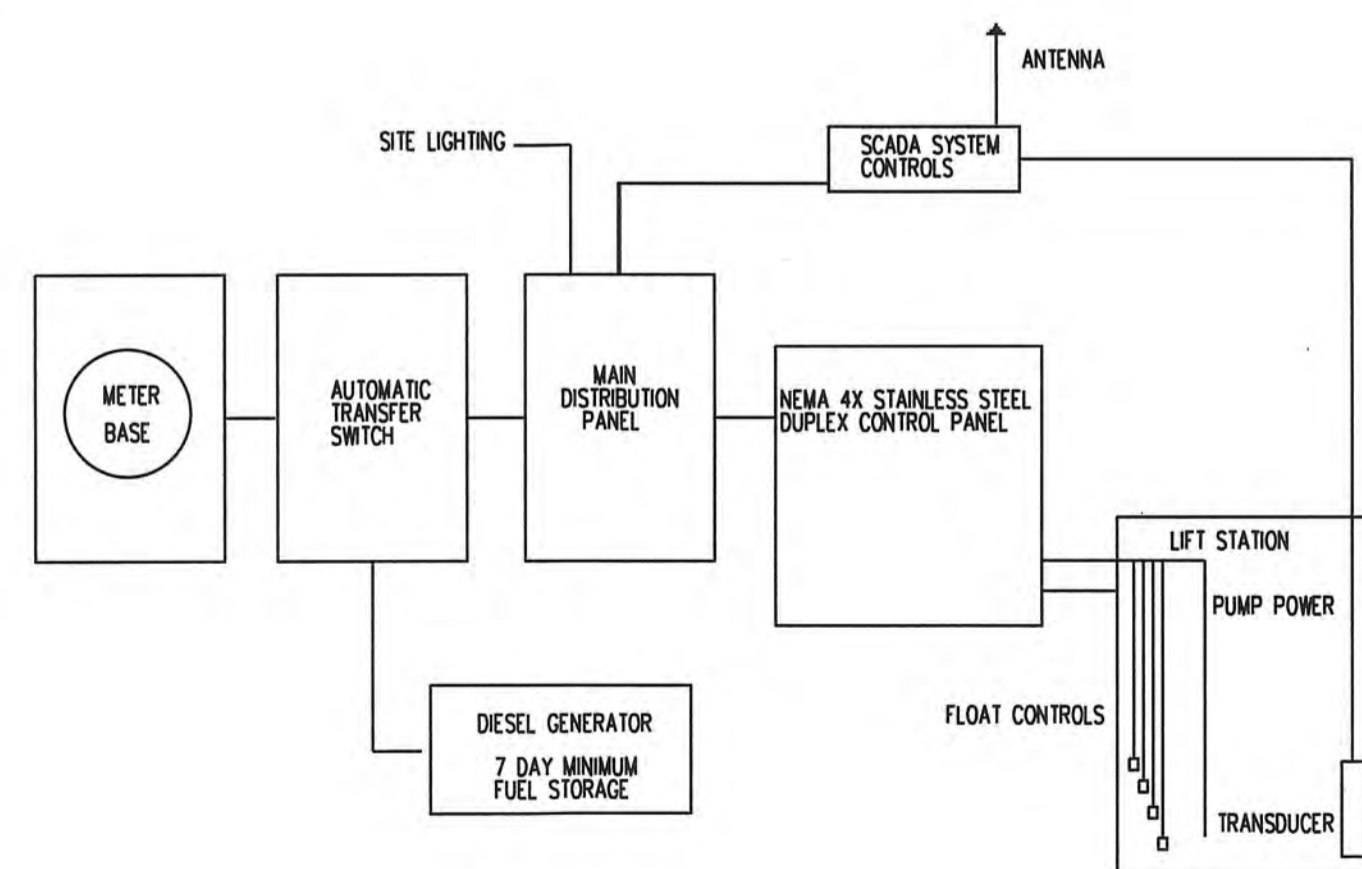 ANTENNA
SITE LIGHTING
SCADA SYSTEM
CONTROLS
METER
BASE
AUTOMATIC
TRANSFER
SWITCH
MAIN
DISTRIBUTION
PANEL
NEMA 4X STAINLESS STEEL
DUPLEX CONTROL PANEL
LIFT STATION
PUMP POWER
FLOAT CONTROLS
TRANSDUCER
DIESEL GENERATOR
7 DAY MINIMUM
FUEL STORAGE